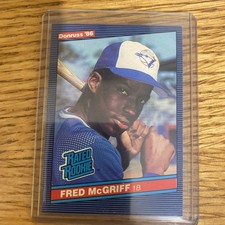 Donruss '86
RATED
ROOKIE
FRED McGRIFF 1B